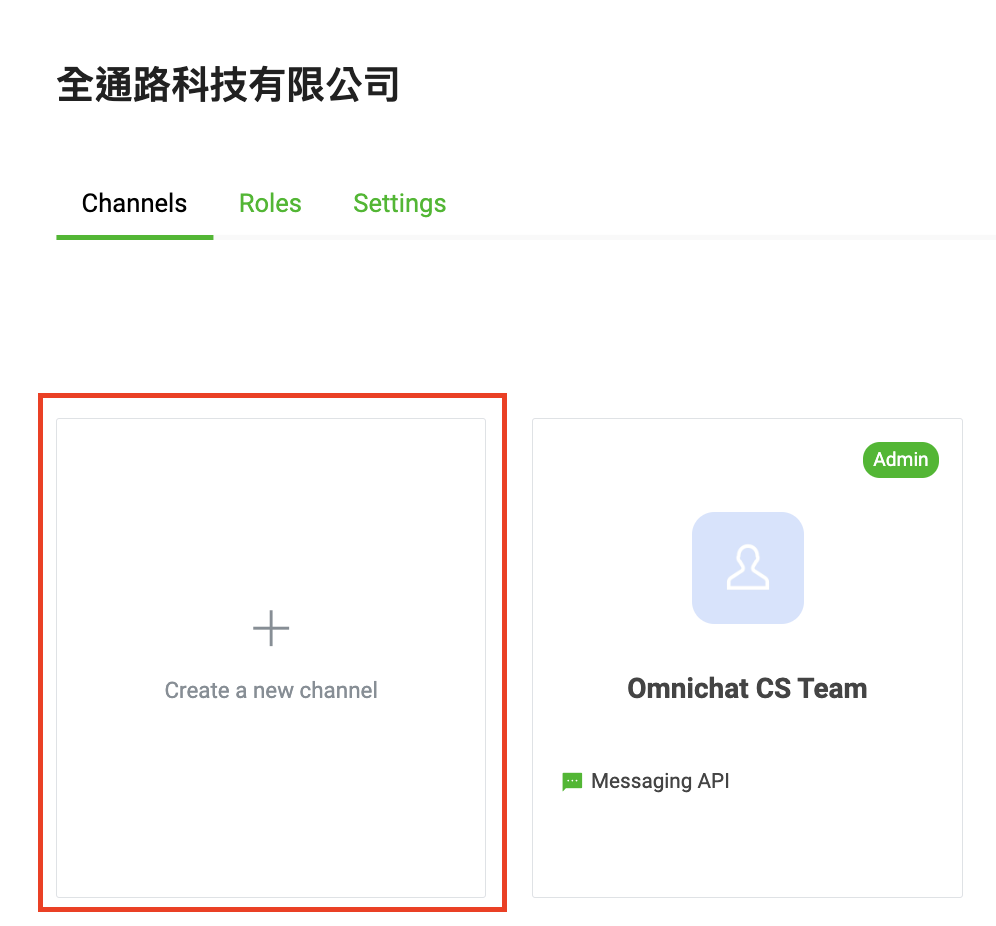 全通路科技有限公司
Channels Roles Settings
Admin
Create a new channel
Omnichat CS Team
Messaging API